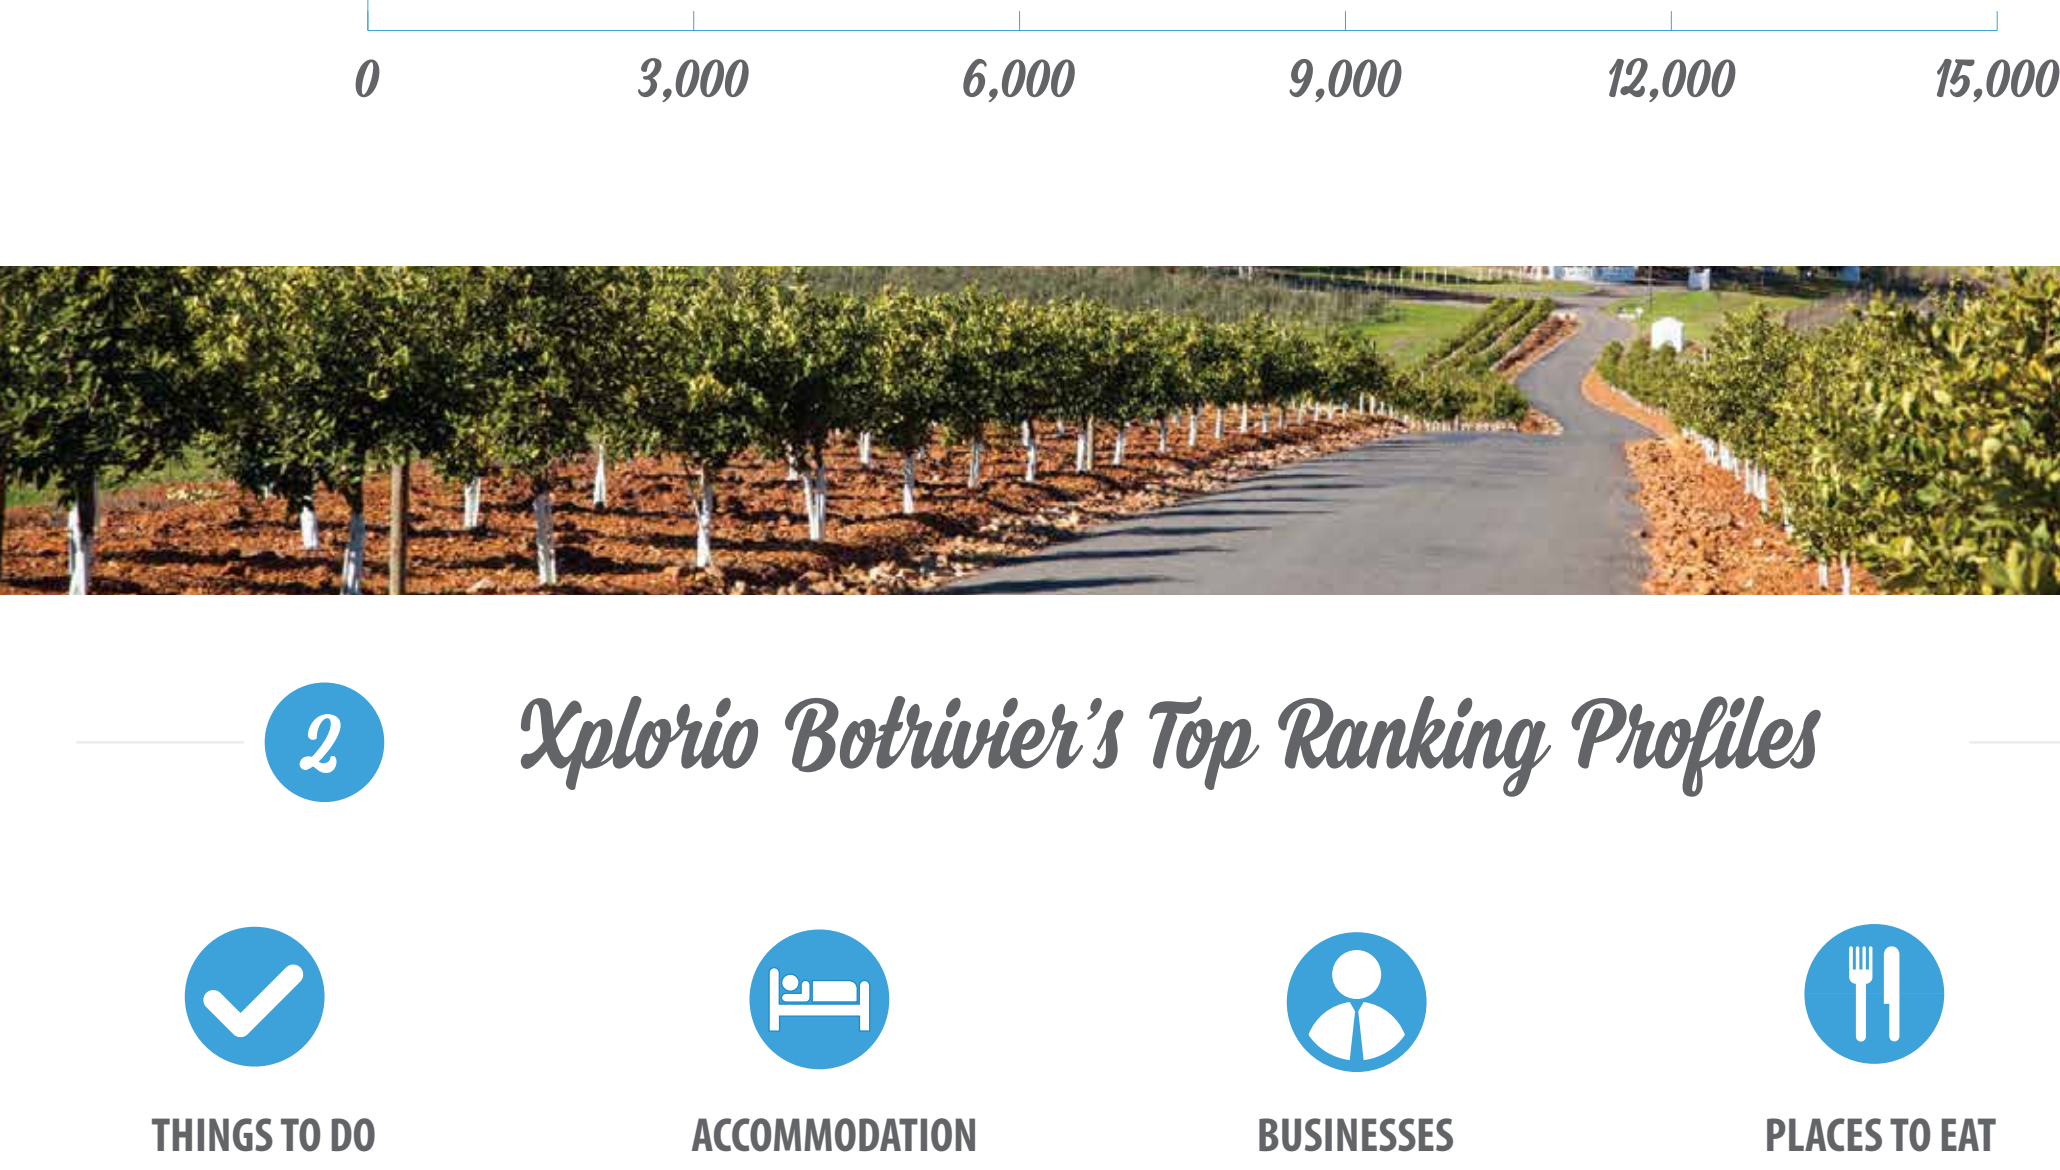 0 3,000 6,000 9,000 12,000 15,000
2 Xplorio Botrivier's Top Ranking Profiles
THINGS TO DO ACCOMMODATION BUSINESSES PLACES TO EAT